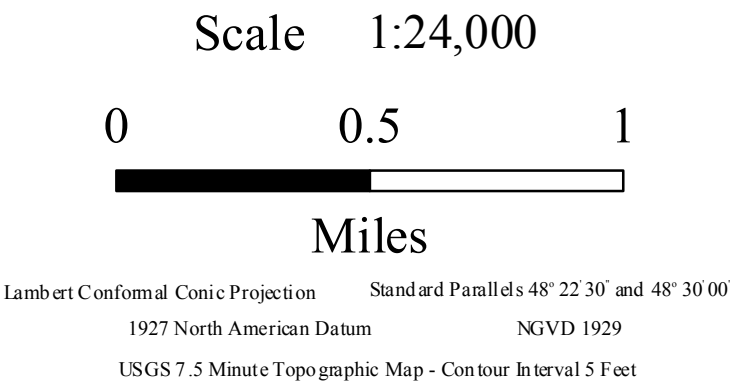 Scale 1:24,000
0 0.5 1
Miles
Lambert Conformal Conic Projection Standard Parallels 48° 22' 30" and 48° 30' 00"
1927 North American Datum NGVD 1929
USGS 7.5 Minute Topographic Map - Contour Interval 5 Feet